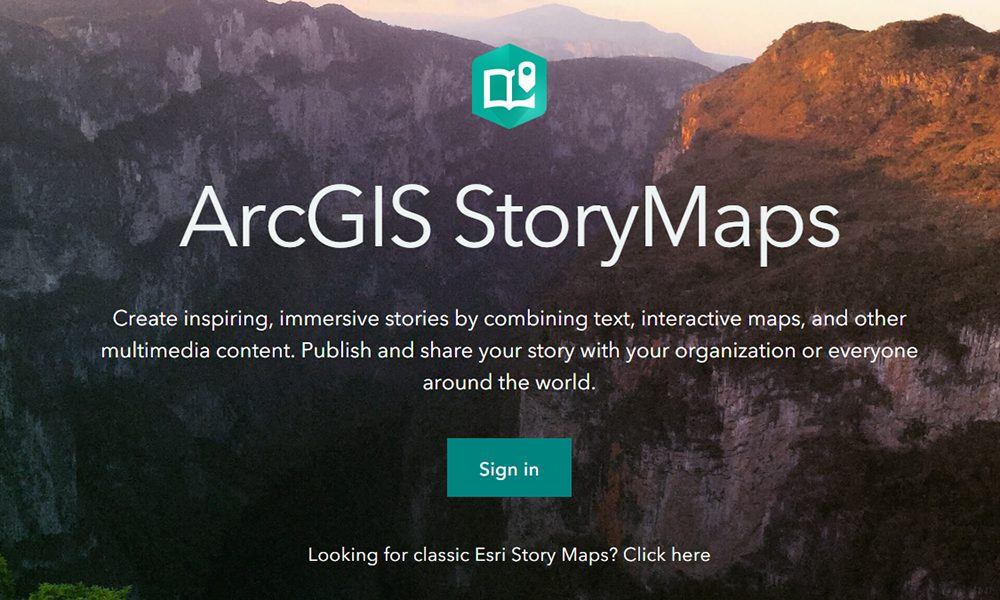 ArcGIS StoryMaps
Create inspiring, immersive stories by combining text, interactive maps, and other
multimedia content. Publish and share your story with your organization or everyone
around the world.
Sign in
Looking for classic Esri Story Maps? Click here